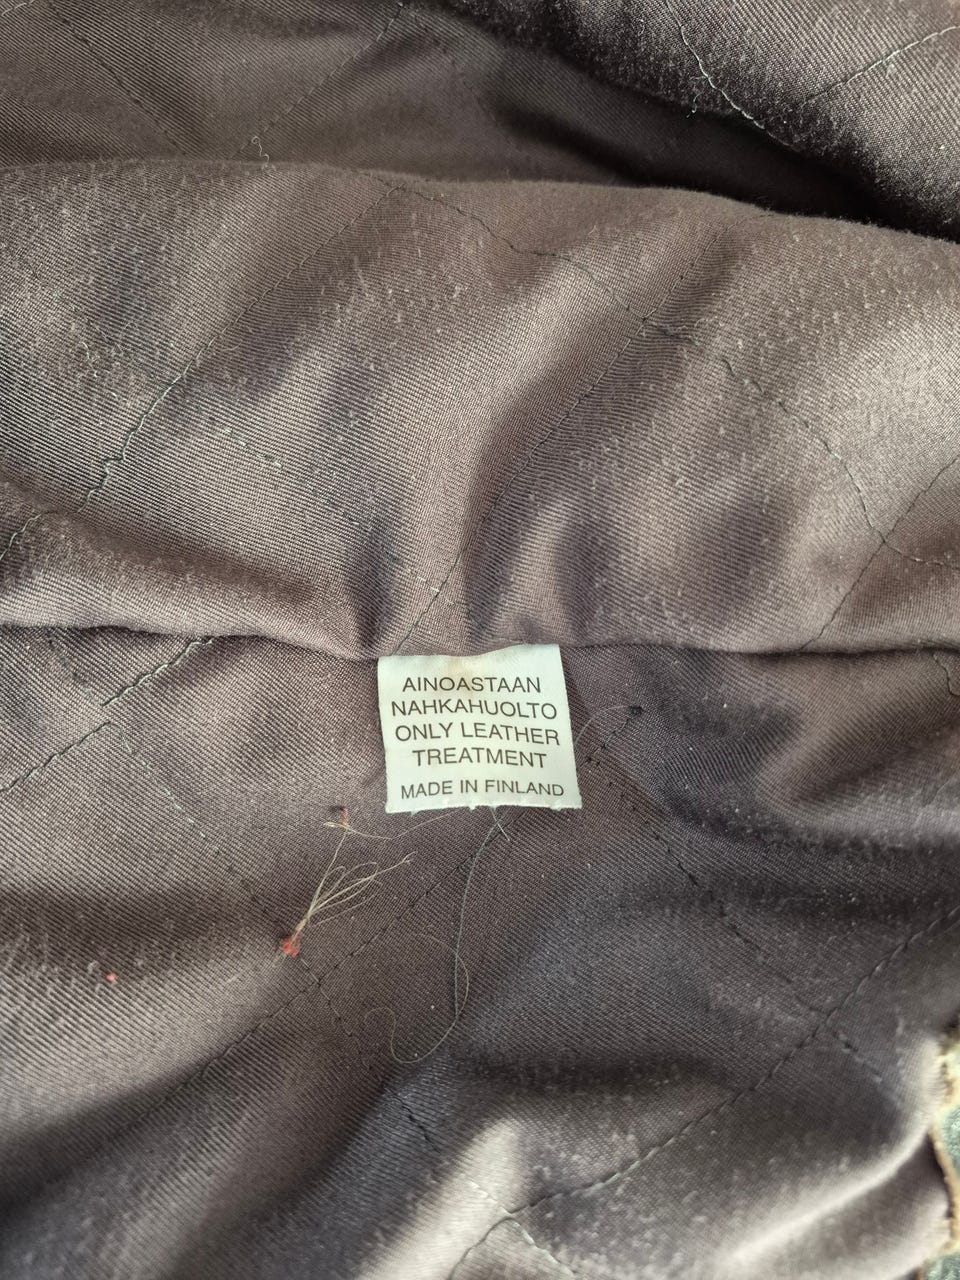 AINOASTAAN
NAHKAHUOLTO
ONLY LEATHER
TREATMENT
MADE IN FINLAND